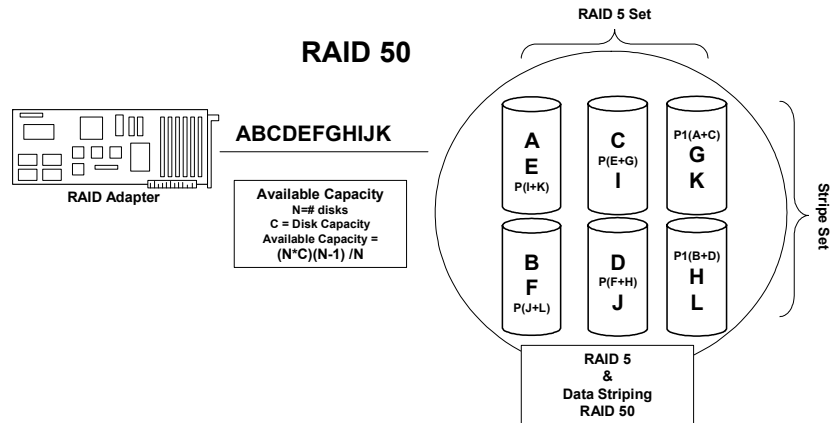 RAID 5 Set
RAID 50
ABCDEFGHIJK
RAID Adapter
Available Capacity
N=# disks
C = Disk Capacity
Available Capacity =
(N*C)(N-1) /N
A
E
P(I+K)
C
P(E+G)
I
P1(A+C)
G
K
B
F
P(J+L)
D
P(F+H)
J
P1(B+D)
H
L
Stripe Set
RAID 5
&
Data Striping
RAID 50